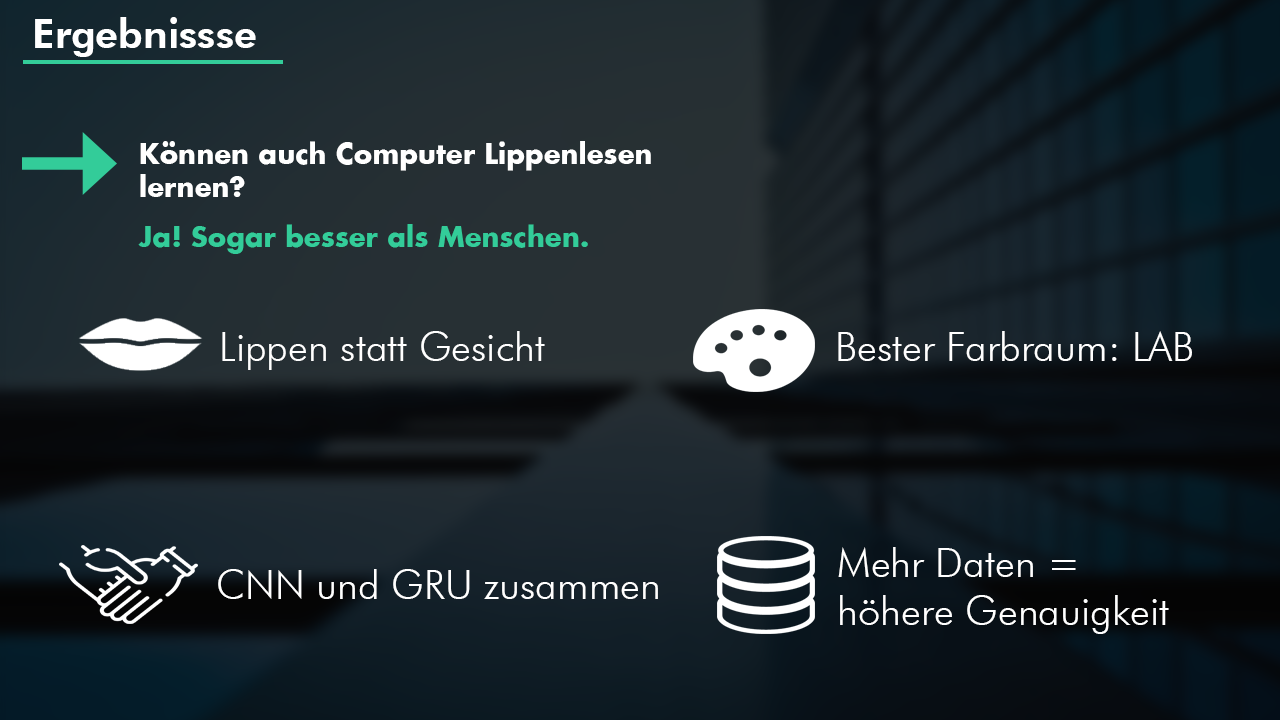 Ergebnissse
Können auch Computer Lippenlesen
lernen?
Ja! Sogar besser als Menschen.
Lippen statt Gesicht
Bester Farbraum: LAB
CNN und GRU zusammen
Mehr Daten =
höhere Genauigkeit